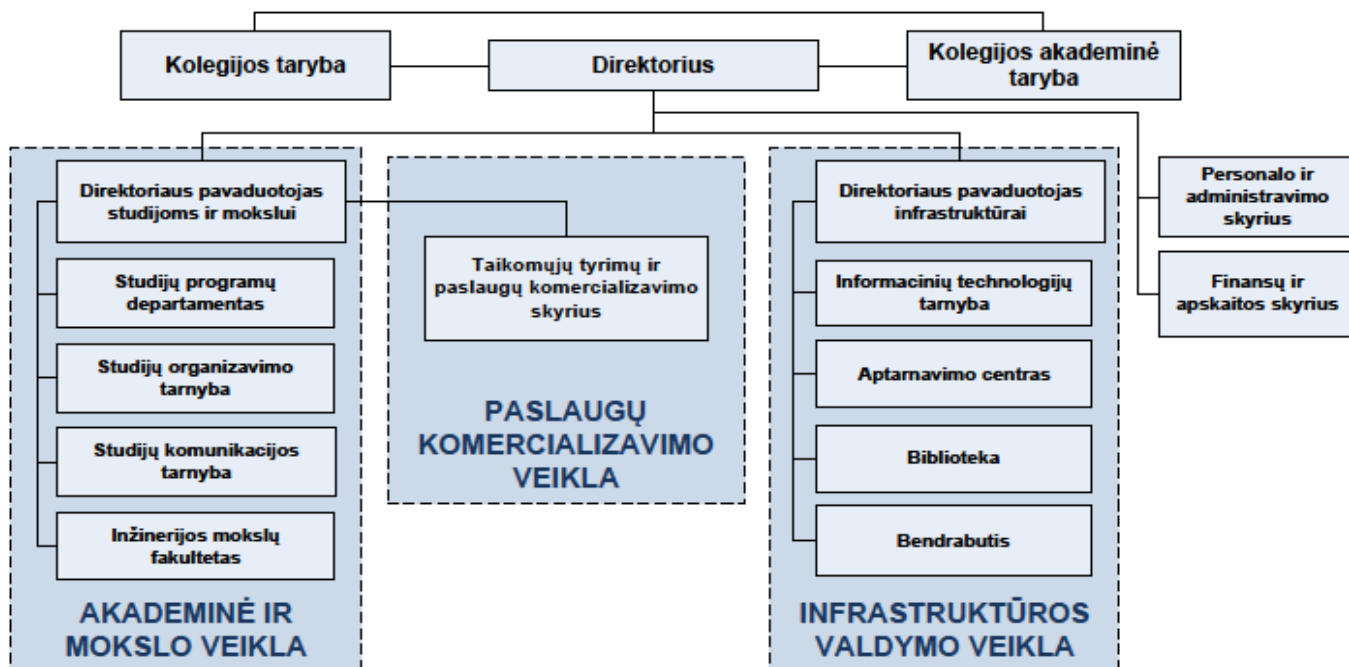 Kolegijos taryba
Direktorius
Kolegijos akademinė
taryba
Direktoriaus pavaduotojas
studijoms ir mokslui
Studijų programų
departamentas
Studijų organizavimo
tarnyba
Studijų komunikacijos
tarnyba
Inžinerijos mokslų
fakultetas
AKADEMINĖ IR
MOKSLO VEIKLA
Taikomųjų tyrimų ir
paslaugų komercializavimo
skyrius
PASLAUGŲ
KOMERCIALIZAVIMO
VEIKLA
Direktoriaus pavaduotojas
infrastruktūrai
Informacinių technologijų
tarnyba
Aptarnavimo centras
Biblioteka
Bendrabutis
INFRASTRUKTŪROS
VALDYMO VEIKLA
Personalo ir
administravimo
skyrius
Finansų ir
apskaitos skyrius